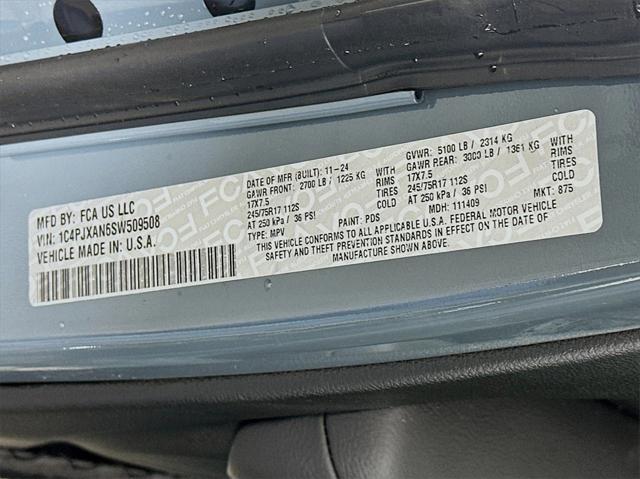 MFD BY: FCA US LLC
VIN: 1C4PJXAN5SW509508
VEHICLE MADE IN: U.S.A.
DATE OF MFR (BUILT): 11-24
GAWR FRONT: 2700 LB / 1225 KG WITH
17X7.5 RIMS
245/75R17 112S TIRES
AT 250 kPa / 36 PSI COLD
TYPE: MPV PAINT: PDS
GVWR: 5100 LB / 2314 KG
GAWR REAR: 3000 LB / 1361 KG WITH
17X7.5 RIMS
245/75R17 112S TIRES
AT 250 kPa / 36 PSI COLD
MDH: 111409 MKT: 875
THIS VEHICLE CONFORMS TO ALL APPLICABLE U.S.A. FEDERAL MOTOR VEHICLE
SAFETY AND THEFT PREVENTION STANDARDS IN EFFECT ON THE DATE OF
MANUFACTURE SHOWN ABOVE.